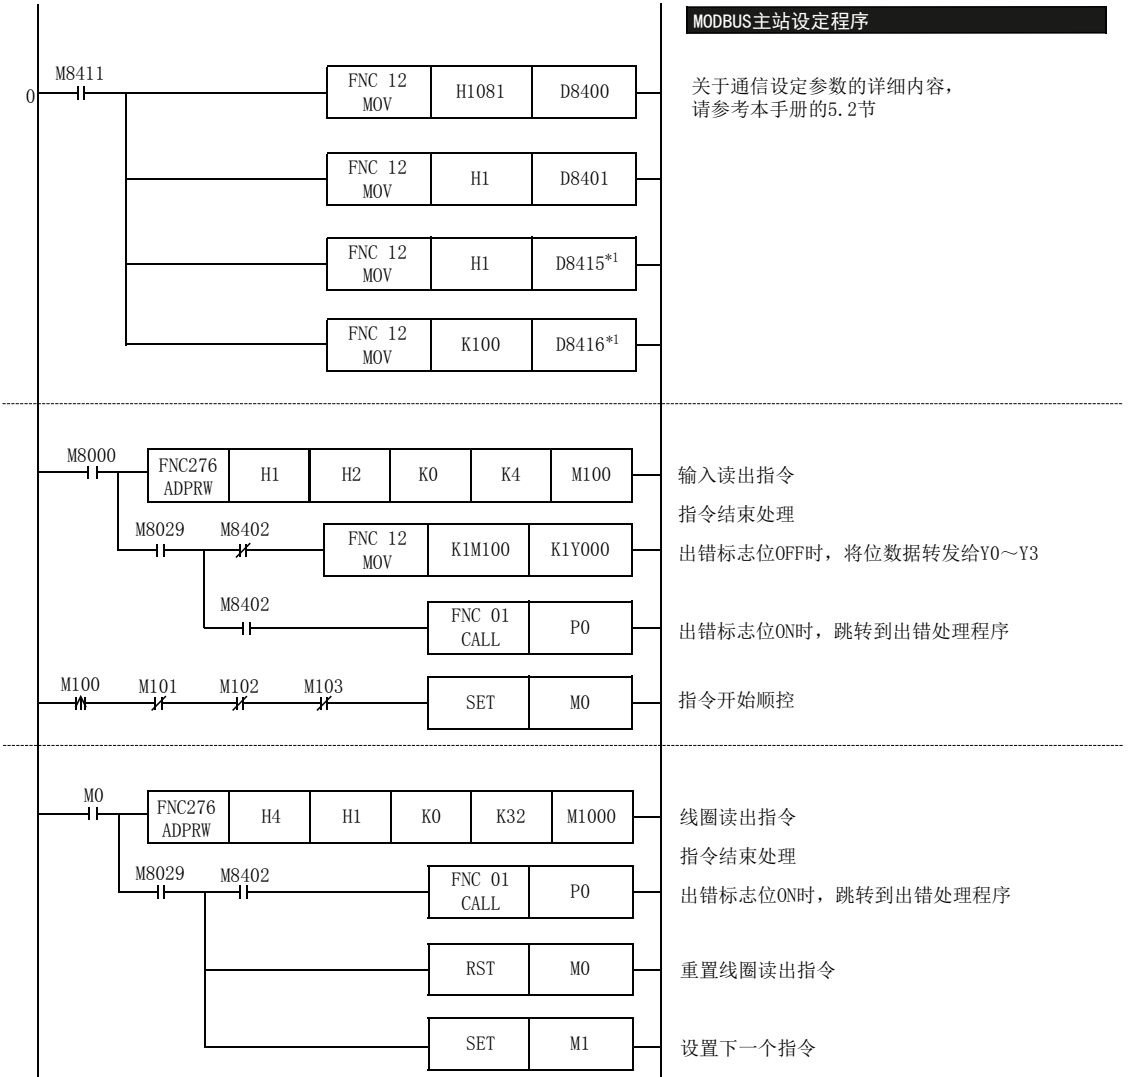 MODBUS主站设定程序
M8411
0
FNC 12
MOV
H1081
D8400
关于通信设定参数的详细内容，
请参考本手册的5.2节
FNC 12
MOV
H1
D8401
FNC 12
MOV
H1
D8415*1
FNC 12
MOV
K100
D8416*1
M8000
FNC276
ADPRW
H1
H2
K0
K4
M100
输入读出指令
指令结束处理
M8029
M8402
FNC 12
MOV
K1M100
K1Y000
出错标志位OFF时，将位数据转发给Y0～Y3
M8402
FNC 01
CALL
P0
出错标志位ON时，跳转到出错处理程序
M100
M101
M102
M103
SET
M0
指令开始顺控
M0
FNC276
ADPRW
H4
H1
K0
K32
M1000
线圈读出指令
指令结束处理
M8029
M8402
FNC 01
CALL
P0
出错标志位ON时，跳转到出错处理程序
RST
M0
重置线圈读出指令
SET
M1
设置下一个指令